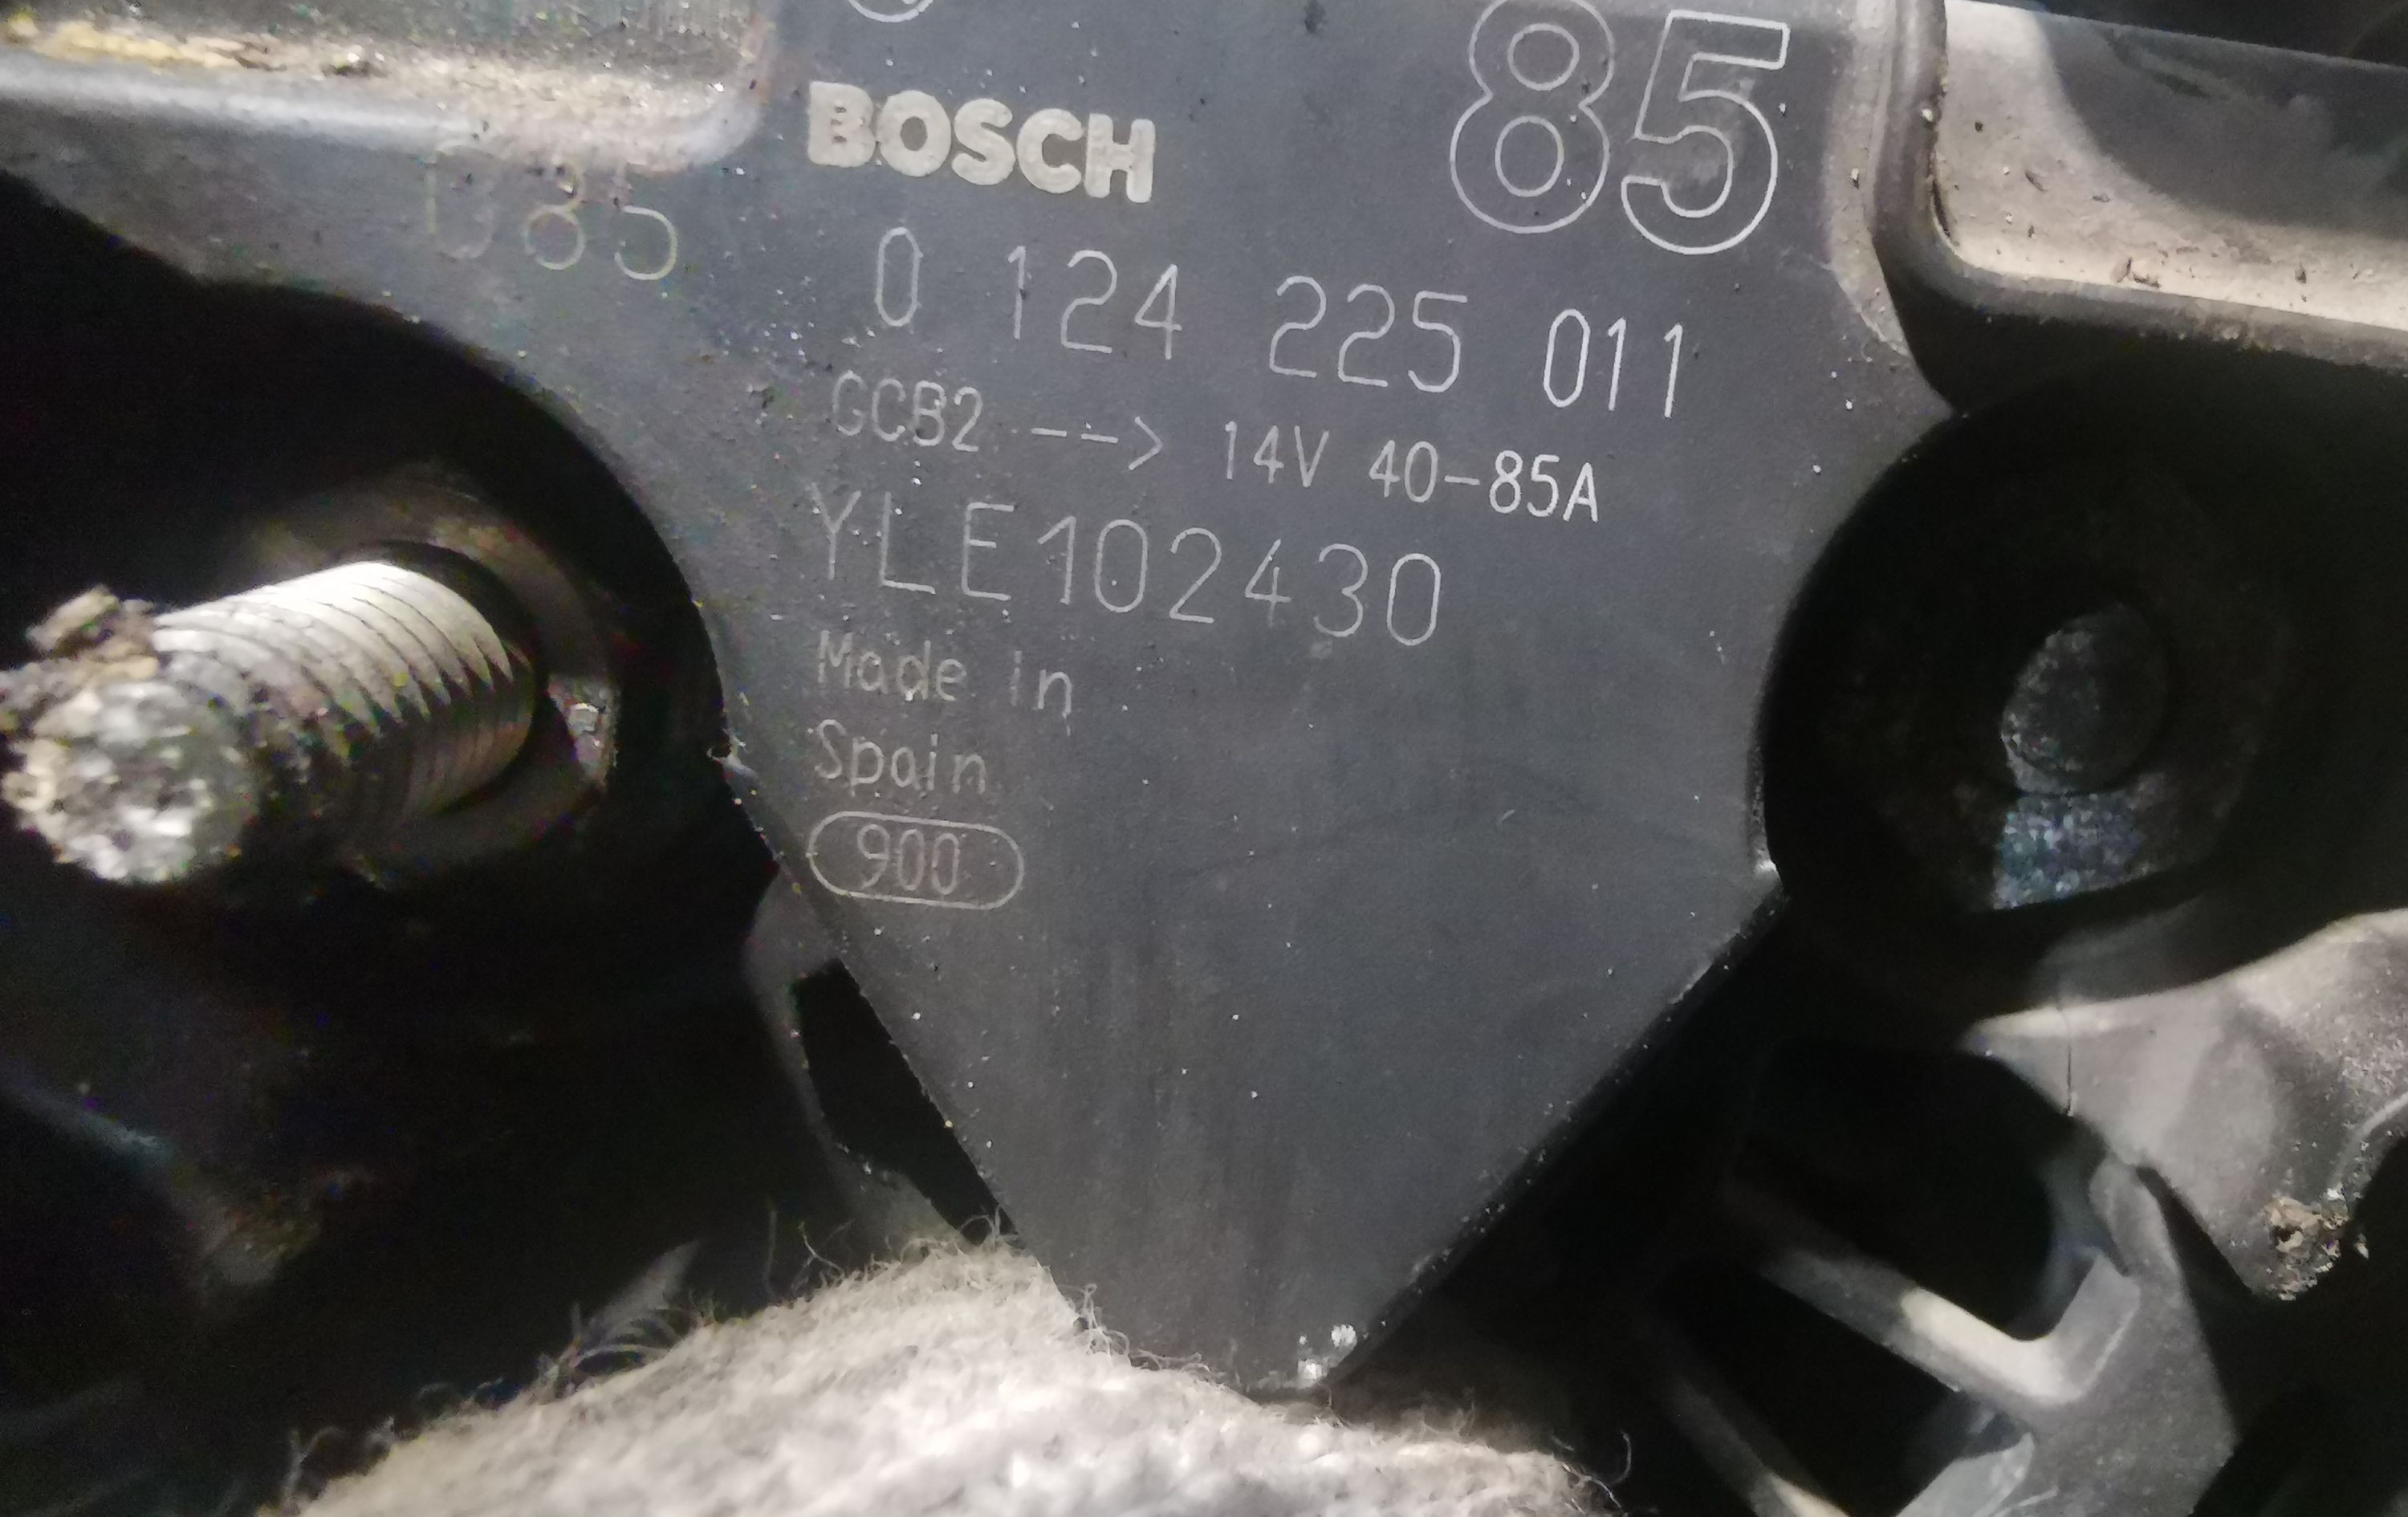 BOSCH
85
085
0 124 225 011
GCB2 --> 14V 40-85A
YLE102430
Made in
Spain
900